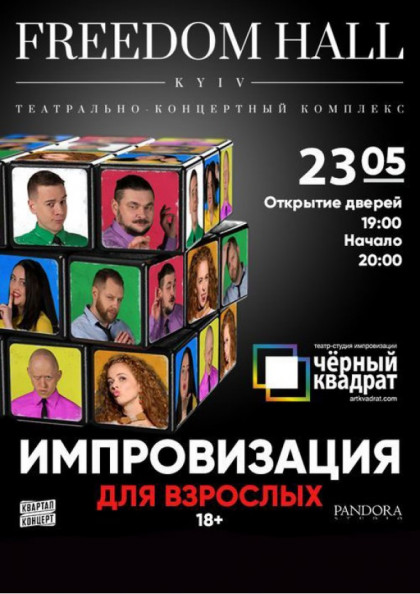 FREEDOM HALL
KYIV
ТЕАТРАЛЬНО-КОНЦЕРТНЫЙ КОМПЛЕКС
23 05
Открытие дверей
19:00
Начало
20:00
театр-студия импровизации
чёрный
квадрат
artkvadrat.com
ИМПРОВИЗАЦИЯ
ДЛЯ ВЗРОСЛЫХ
18+
КВАРТАЛ
КОНЦЕРТ
PANDORA
STUDIO